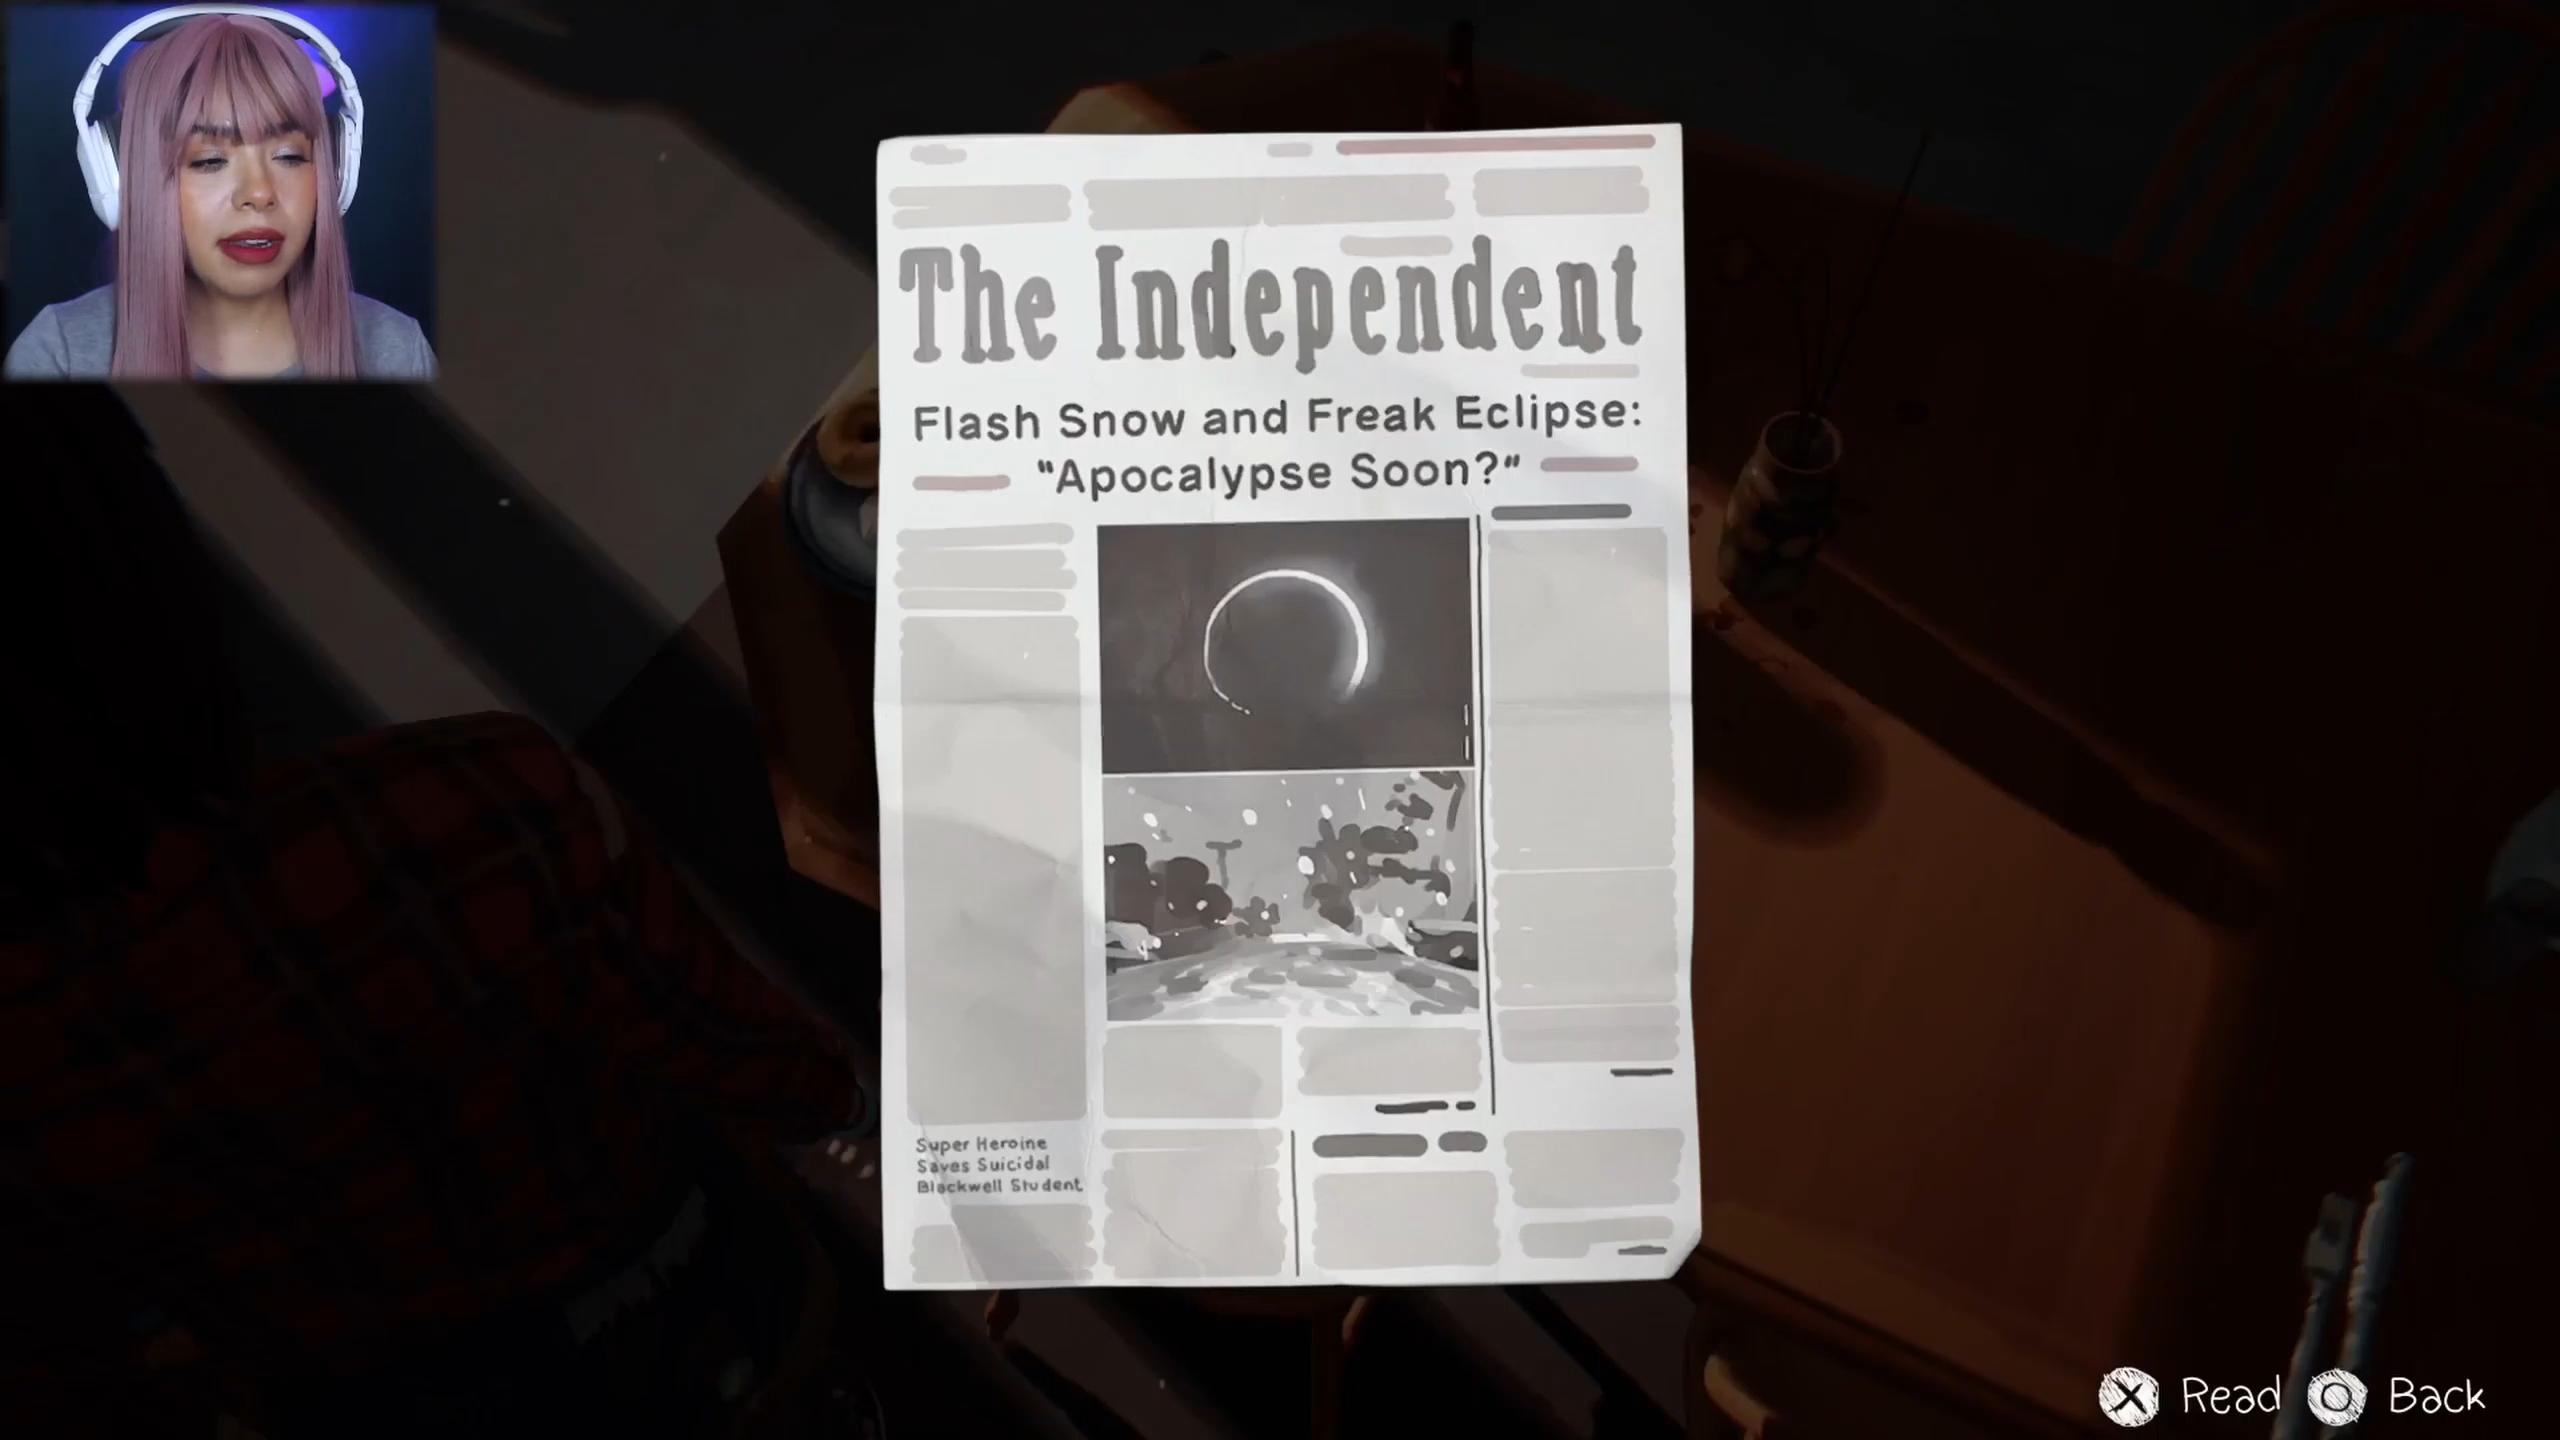 The Independent
Flash Snow and Freak Eclipse:
"Apocalypse Soon?"
Super Heroine
Saves Suicidal
Blackwell Student
X Read O Back